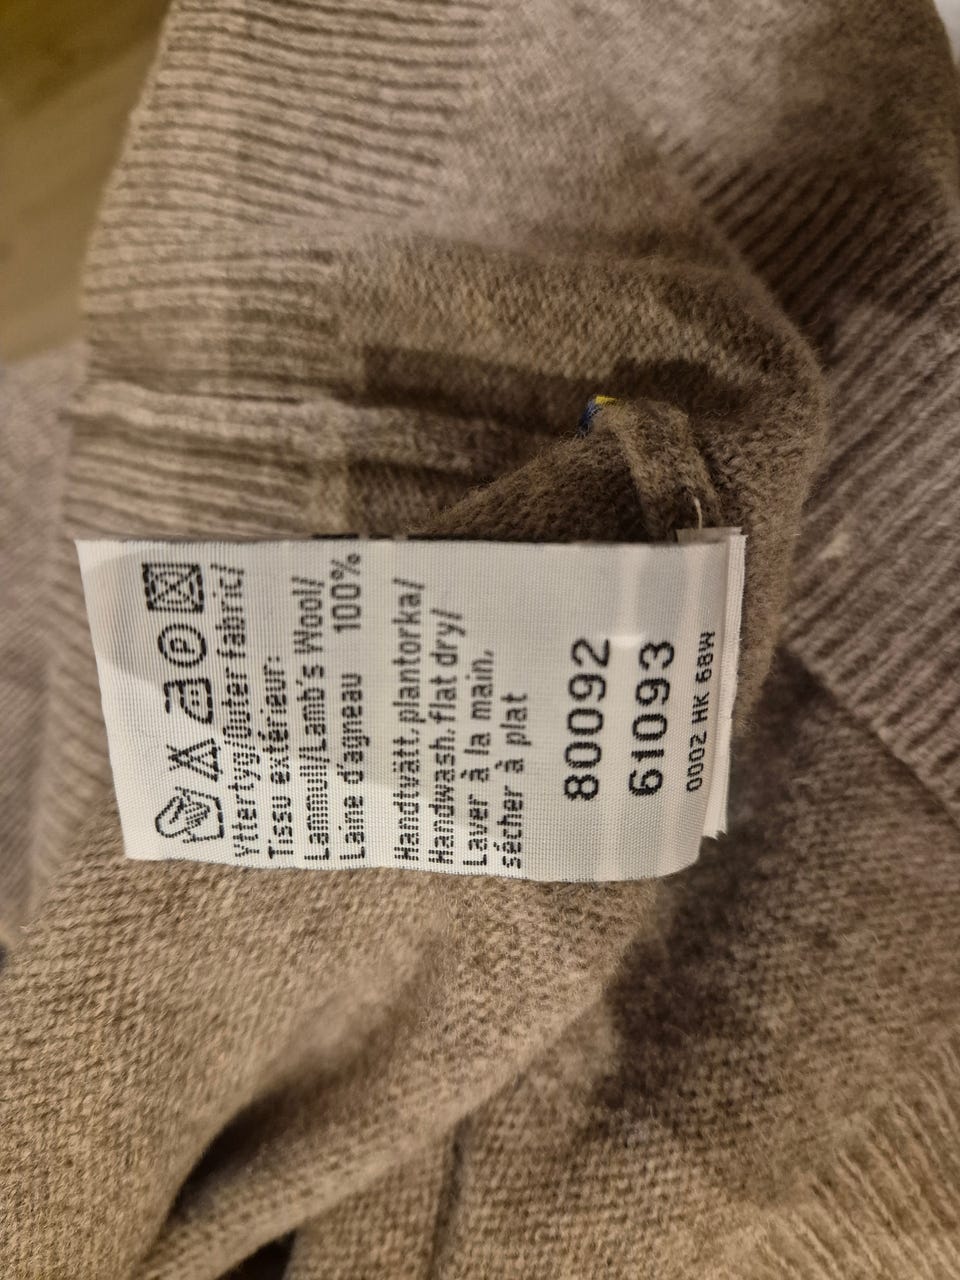 Yttertyg/Outer fabric/
Tissu extérieur:
Lammull/Lamb's Wool/
Laine d'agneau 100%
Handtvätt, plantorka/
Handwash, flat dry/
Laver à la main,
sécher à plat
80092
61093
0002 HK 68W